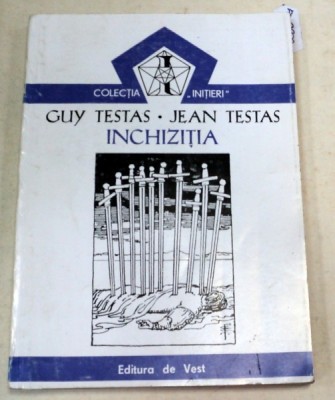 COLECȚIA „INIȚIERI"
GUY TESTAS • JEAN TESTAS
INCHIZIȚIA
Editura de Vest